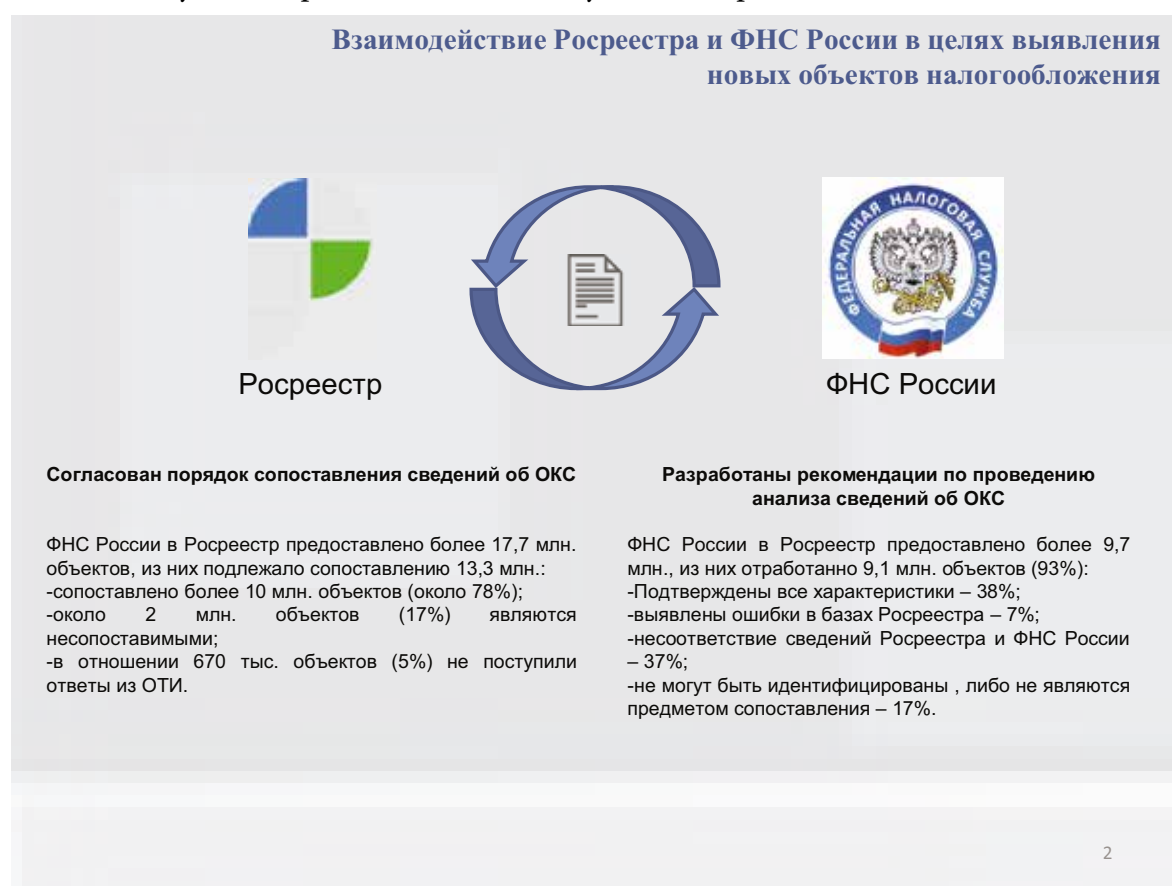 Взаимодействие Росреестра и ФНС России в целях выявления
новых объектов налогообложения
ФЕДЕРАЛЬНАЯ НАЛОГОВАЯ СЛУЖБА
Росреестр
ФНС России
Согласован порядок сопоставления сведений об ОКС
ФНС России в Росреестр предоставлено более 17,7 млн.
объектов, из них подлежало сопоставлению 13,3 млн.:
-сопоставлено более 10 млн. объектов (около 78%);
-около 2 млн. объектов (17%) являются
несопоставимыми;
-в отношении 670 тыс. объектов (5%) не поступили
ответы из ОТИ.
Разработаны рекомендации по проведению
анализа сведений об ОКС
ФНС России в Росреестр предоставлено более 9,7
млн., из них отработанно 9,1 млн. объектов (93%):
-Подтверждены все характеристики – 38%;
-выявлены ошибки в базах Росреестра – 7%;
-несоответствие сведений Росреестра и ФНС России
– 37%;
-не могут быть идентифицированы , либо не являются
предметом сопоставления – 17%.
2